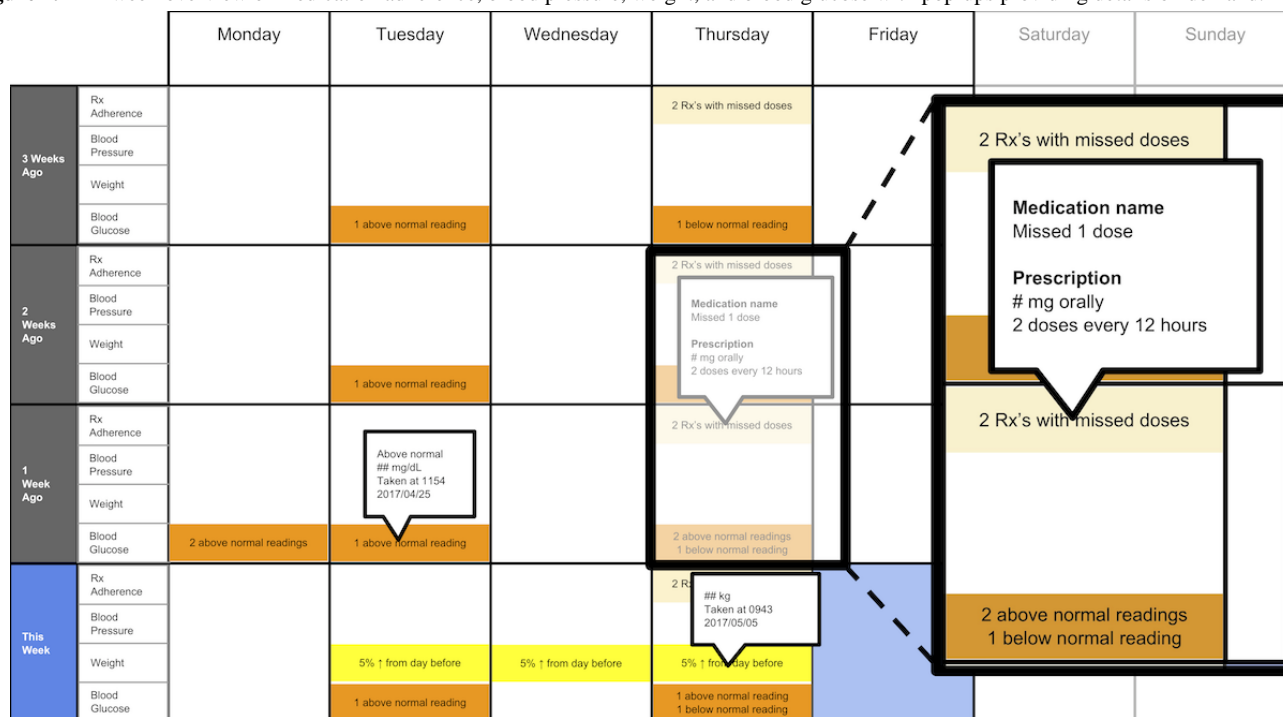 Monday Tuesday Wednesday Thursday Friday Saturday Sunday
3 Weeks
Ago
Rx
Adherence
2 Rx's with missed doses
Blood
Pressure
Weight
Blood
Glucose
1 above normal reading
1 below normal reading
2
Weeks
Ago
Rx
Adherence
2 Rx's with missed doses
Blood
Pressure
Weight
Blood
Glucose
1 above normal reading
Medication name
Missed 1 dose
Prescription
# mg orally
2 doses every 12 hours
1
Week
Ago
Rx
Adherence
2 Rx's with missed doses
Blood
Pressure
Weight
Blood
Glucose
2 above normal readings
1 above normal reading
2 above normal readings
1 below normal reading
Above normal
## mg/dL
Taken at 1154
2017/04/25
This
Week
Rx
Adherence
2 R
Blood
Pressure
Weight
5% ↑ from day before
5% ↑ from day before
5% ↑ from day before
Blood
Glucose
1 above normal reading
1 above normal reading
1 below normal reading
## kg
Taken at 0943
2017/05/05
2 Rx's with missed doses
Medication name
Missed 1 dose
Prescription
# mg orally
2 doses every 12 hours
2 Rx's with missed doses
2 above normal readings
1 below normal reading